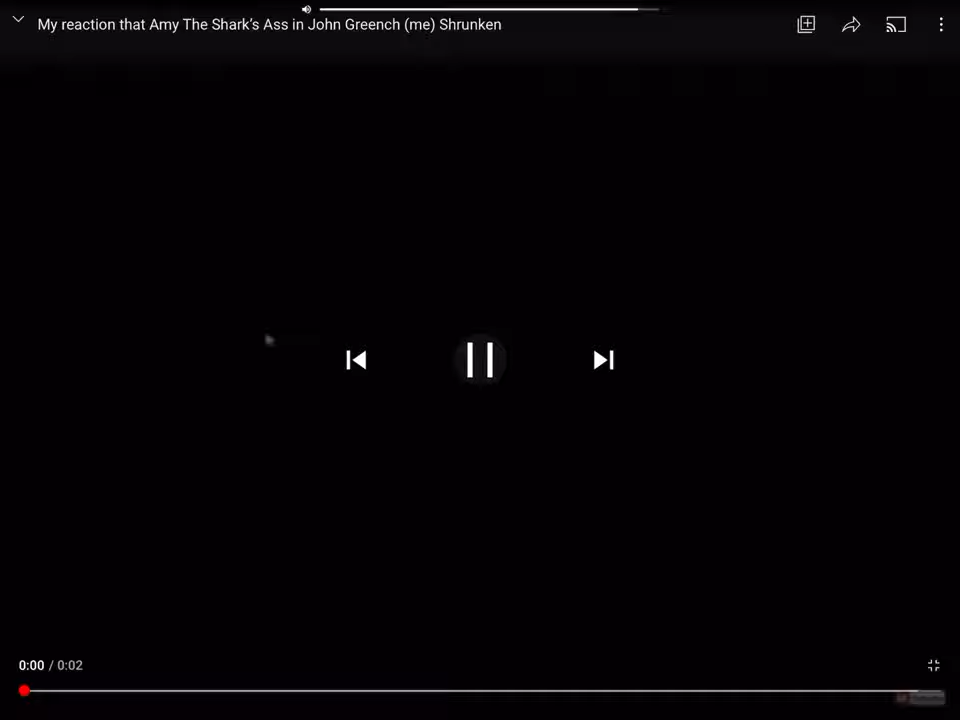 My reaction that Amy The Shark’s Ass in John Greench (me) Shrunken
0:00 / 0:02